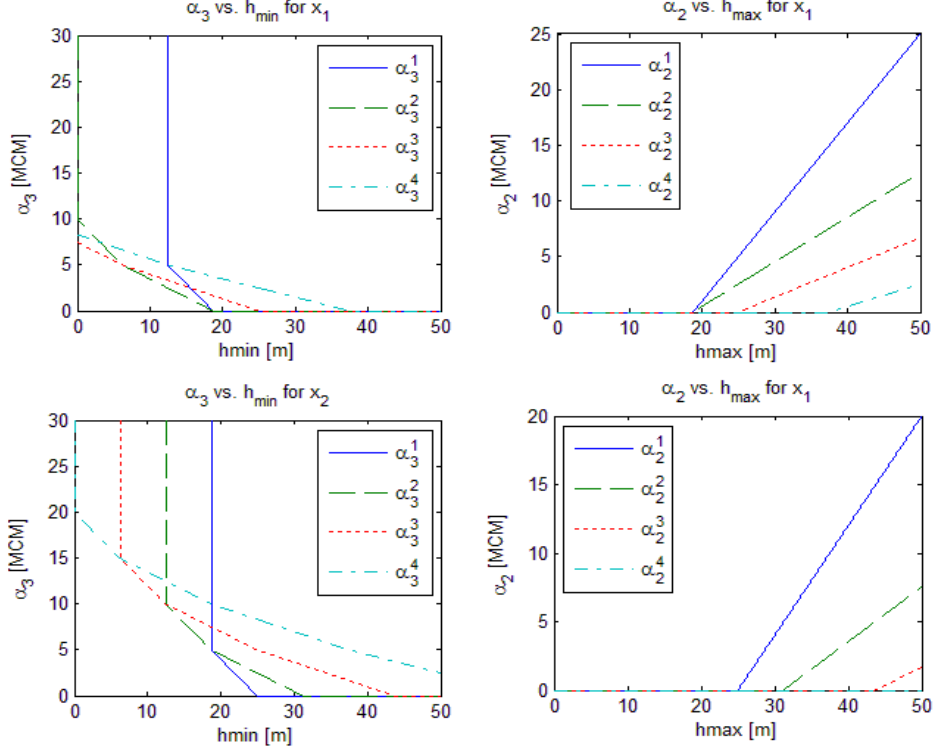 α₃ vs. h_min for x₁
α₃ [MCM]
30
25
20
15
10
5
0
α₃¹
α₃²
α₃³
α₃⁴
0 10 20 30 40 50
hmin [m]
α₂ vs. h_max for x₁
α₂ [MCM]
25
20
15
10
5
0
α₂¹
α₂²
α₂³
α₂⁴
0 10 20 30 40 50
hmax [m]
α₃ vs. h_min for x₂
α₃ [MCM]
30
25
20
15
10
5
0
α₃¹
α₃²
α₃³
α₃⁴
0 10 20 30 40 50
hmin [m]
α₂ vs. h_max for x₁
α₂ [MCM]
20
15
10
5
0
α₂¹
α₂²
α₂³
α₂⁴
0 10 20 30 40 50
hmax [m]